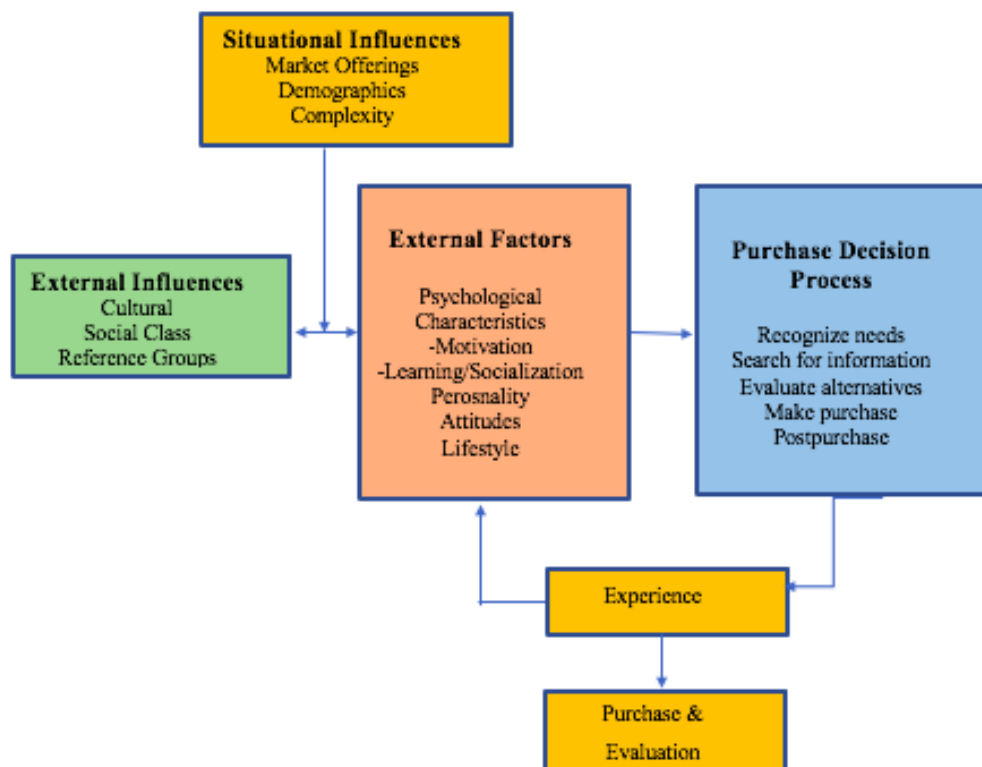 Situational Influences
Market Offerings
Demographics
Complexity
External Influences
Cultural
Social Class
Reference Groups
External Factors
Psychological
Characteristics
-Motivation
-Learning/Socialization
Perosnality
Attitudes
Lifestyle
Purchase Decision
Process
Recognize needs
Search for information
Evaluate alternatives
Make purchase
Postpurchase
Experience
Purchase &
Evaluation